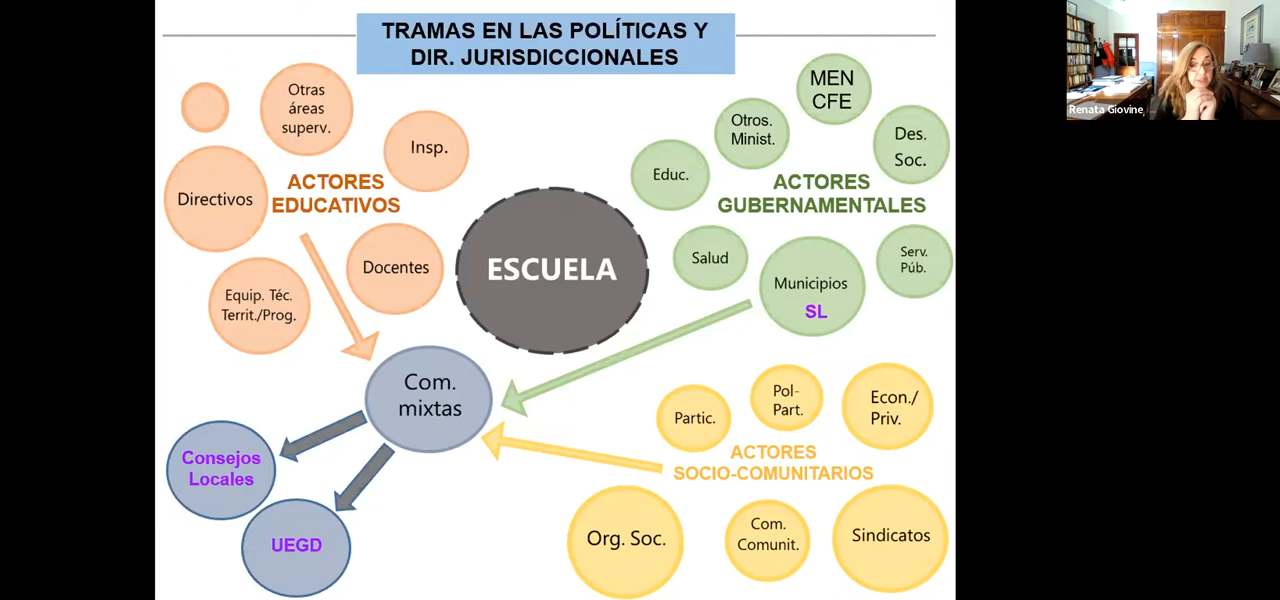 TRAMAS EN LAS POLÍTICAS Y
DIR. JURISDICCIONALES
Renata Giovine
Otras
áreas
superv.
Insp.
Directivos
ACTORES
EDUCATIVOS
Docentes
Equip. Téc.
Territ./Prog.
ESCUELA
MEN
CFE
Otros.
Minist.
Des.
Soc.
Educ.
ACTORES
GUBERNAMENTALES
Salud
Municipios
SL
Serv.
Púb.
Com.
mixtas
Consejos
Locales
UEGD
Partic.
Pol-
Part.
Econ./
Priv.
ACTORES
SOCIO-COMUNITARIOS
Org. Soc.
Com.
Comunit.
Sindicatos